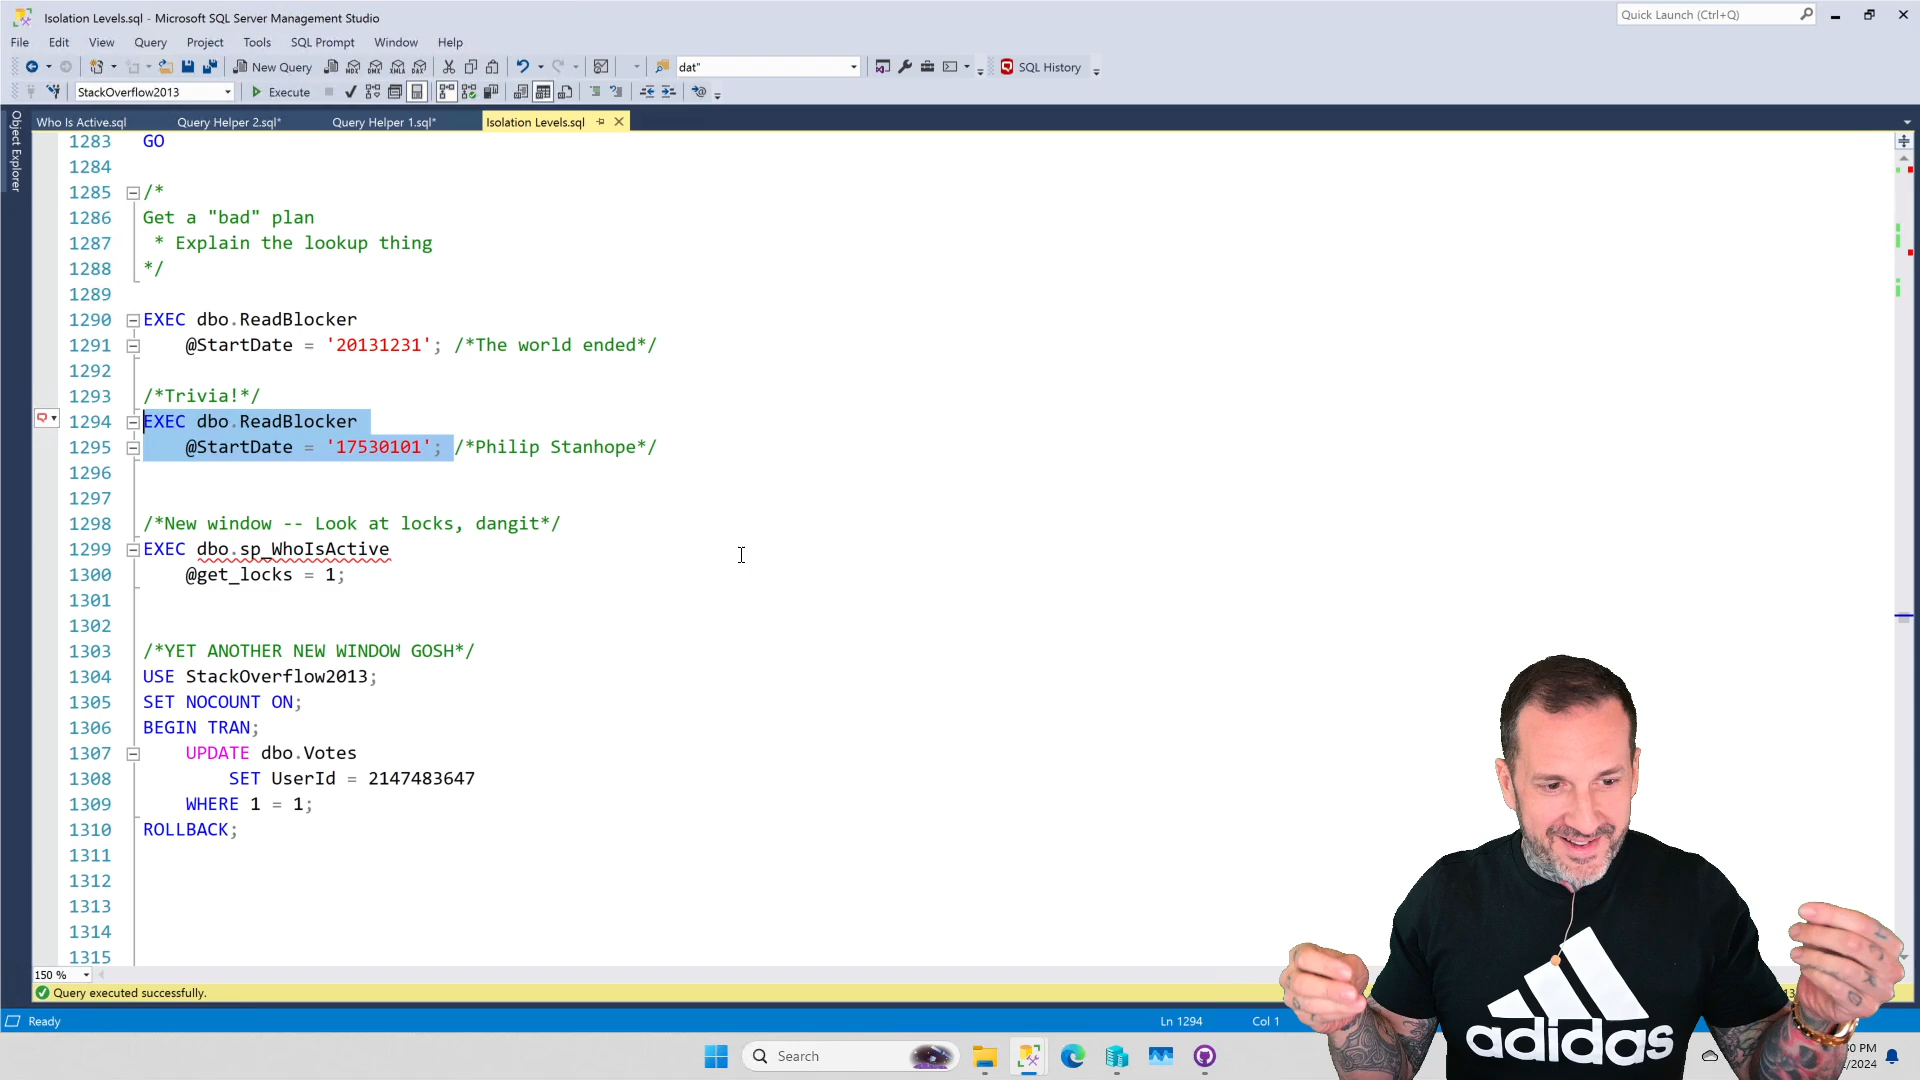 Isolation Levels.sql - Microsoft SQL Server Management Studio
Quick Launch (Ctrl+Q)
File Edit View Query Project Tools SQL Prompt Window Help
New Query
dat"
SQL History
StackOverflow2013
Execute
Object Explorer
Who Is Active.sql Query Helper 2.sql* Query Helper 1.sql* Isolation Levels.sql
1283 GO
1284
1285 /*
1286 Get a "bad" plan
1287 * Explain the lookup thing
1288 */
1289
1290 EXEC dbo.ReadBlocker
1291 @StartDate = '20131231'; /*The world ended*/
1292
1293 /*Trivia!*/
1294 EXEC dbo.ReadBlocker
1295 @StartDate = '17530101'; /*Philip Stanhope*/
1296
1297
1298 /*New window -- Look at locks, dangit*/
1299 EXEC dbo.sp_WhoIsActive
1300 @get_locks = 1;
1301
1302
1303 /*YET ANOTHER NEW WINDOW GOSH*/
1304 USE StackOverflow2013;
1305 SET NOCOUNT ON;
1306 BEGIN TRAN;
1307 UPDATE dbo.Votes
1308 SET UserId = 2147483647
1309 WHERE 1 = 1;
1310 ROLLBACK;
1311
1312
1313
1314
1315
150 %
Query executed successfully.
Ready
Ln 1294 Col 1
Search
adidas
PM
/2024